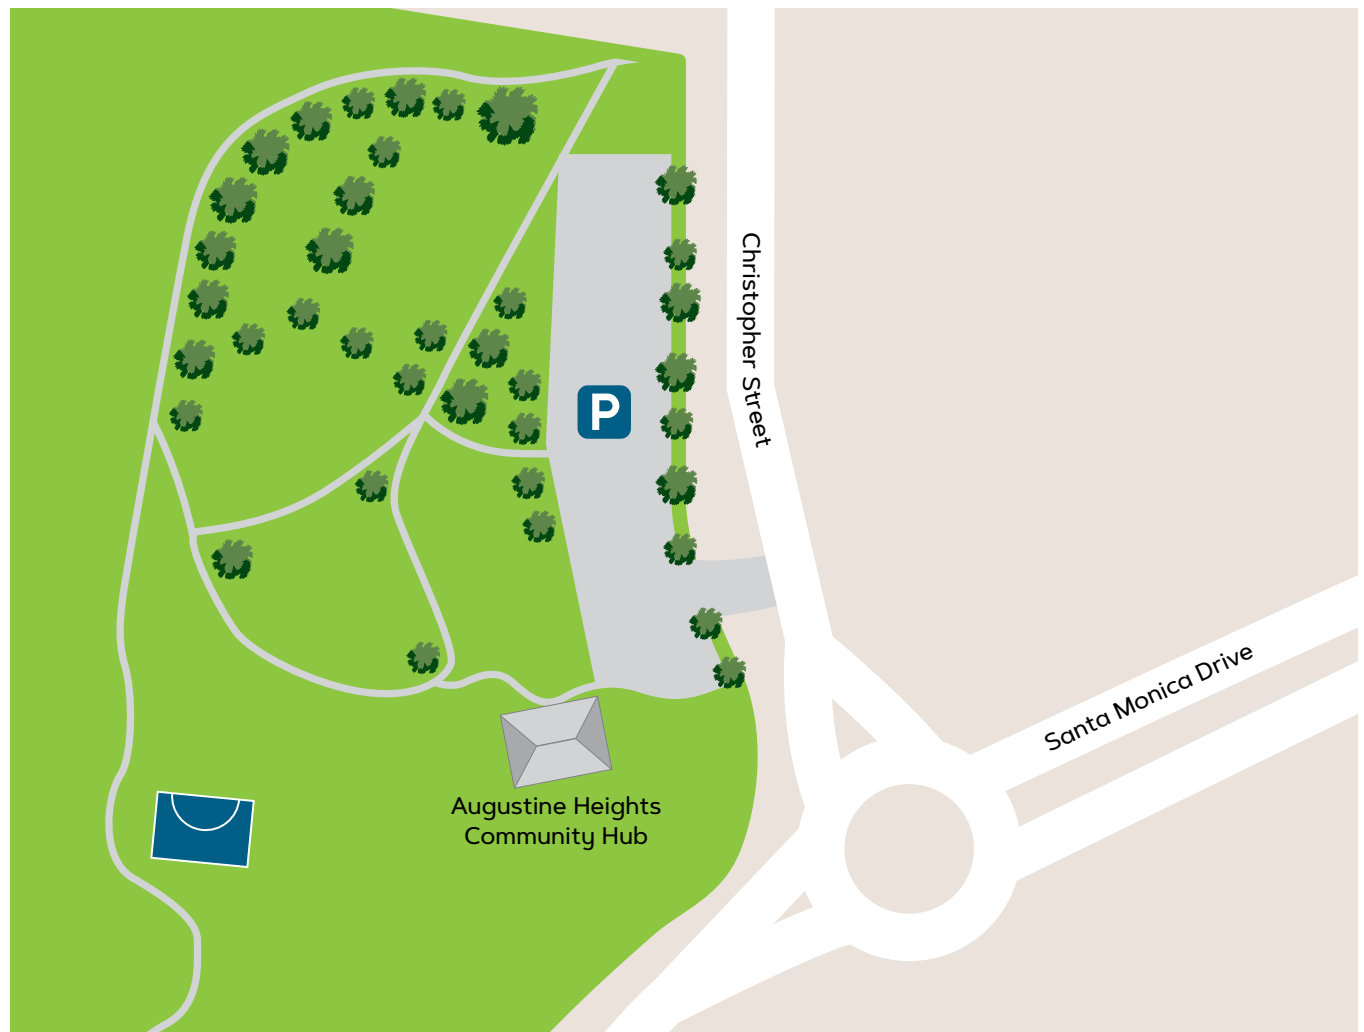 Christopher Street
P
Santa Monica Drive
Augustine Heights
Community Hub